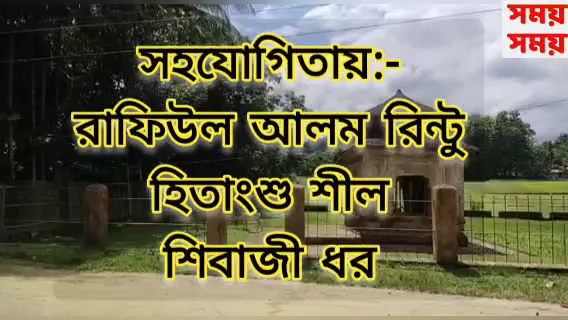 সময়
সময়
সহযোগিতায়:-
রাফিউল আলম রিন্টু
হিতাংশু শীল
শিবাজী ধর